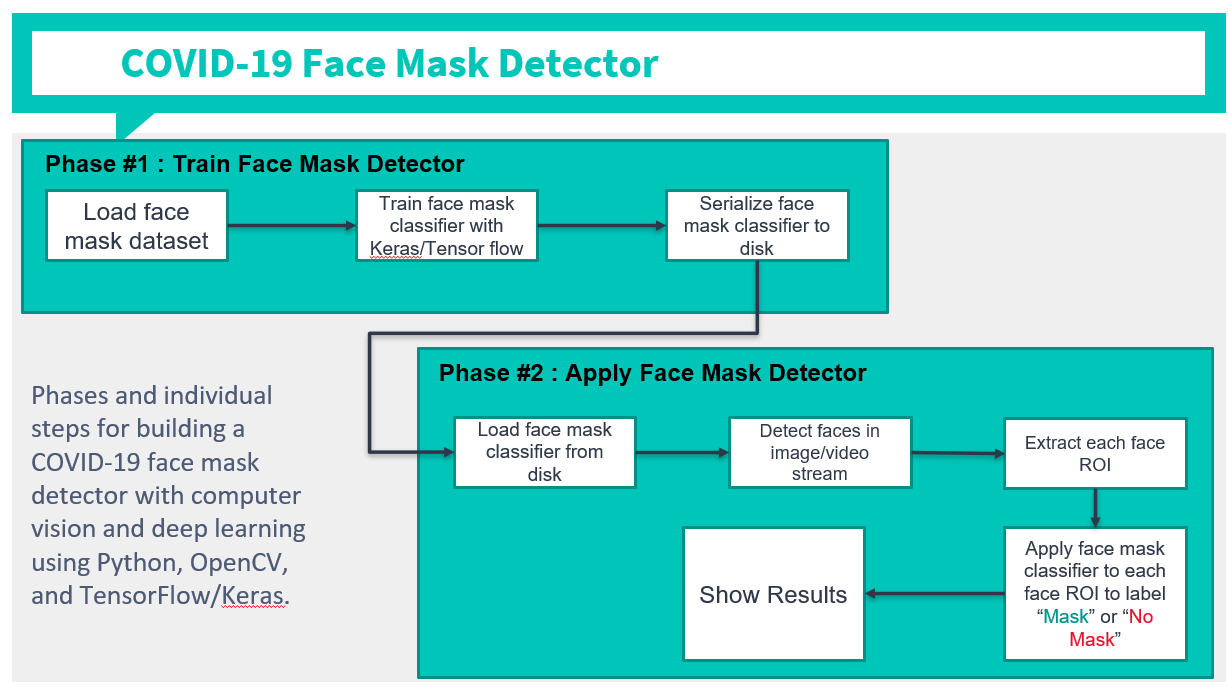 COVID-19 Face Mask Detector
Phase #1 : Train Face Mask Detector
Load face
mask dataset
Train face mask
classifier with
Keras/Tensor flow
Serialize face
mask classifier to
disk
Phase #2 : Apply Face Mask Detector
Load face mask
classifier from
disk
Detect faces in
image/video
stream
Extract each face
ROI
Apply face mask
classifier to each
face ROI to label
“Mask” or “No
Mask”
Show Results
Phases and individual
steps for building a
COVID-19 face mask
detector with computer
vision and deep learning
using Python, OpenCV,
and TensorFlow/Keras.